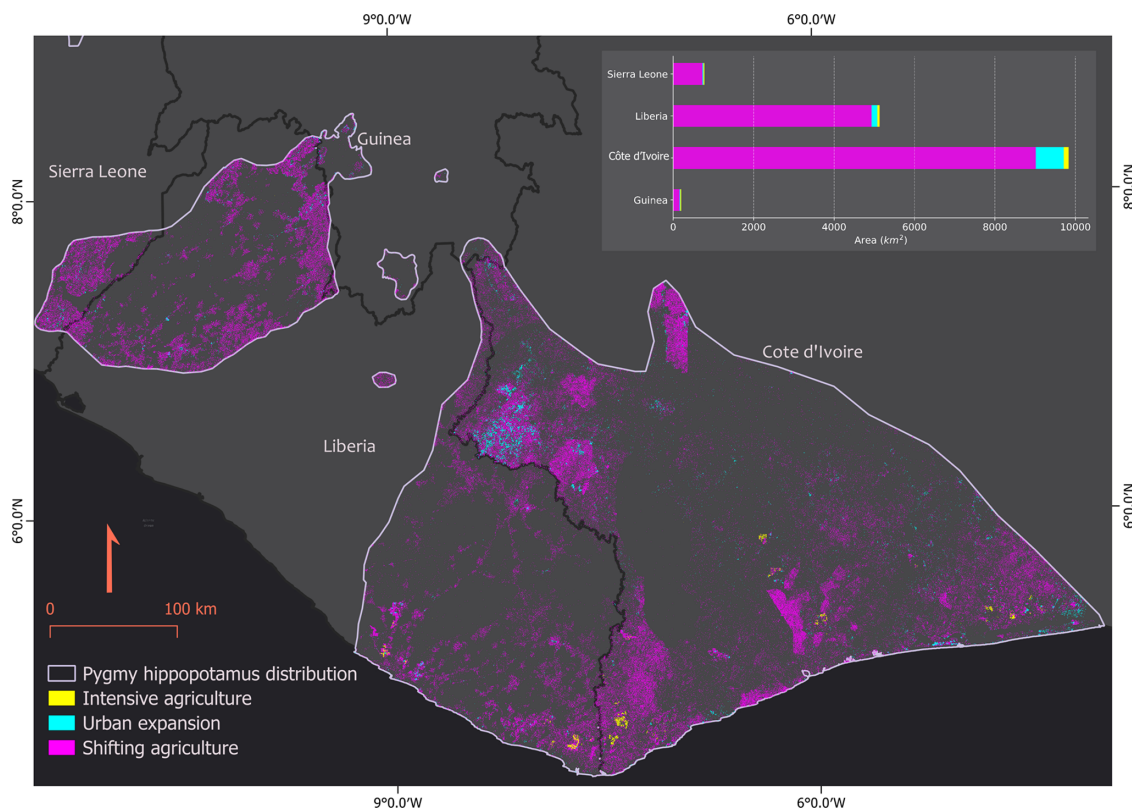 9°0.0'W 6°0.0'W
Sierra Leone
Liberia
Côte d'Ivoire
Guinea
0 2000 4000 6000 8000 10000
Area (km²)
Guinea
Sierra Leone
8°0.0'N 8°0.0'N
Cote d'Ivoire
Liberia
6°0.0'N 6°0.0'N
0 100 km
Pygmy hippopotamus distribution
Intensive agriculture
Urban expansion
Shifting agriculture
9°0.0'W 6°0.0'W